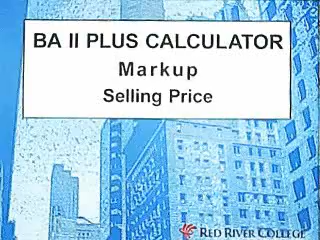 BA II PLUS CALCULATOR
Markup
Selling Price
RED RIVER COLLEGE